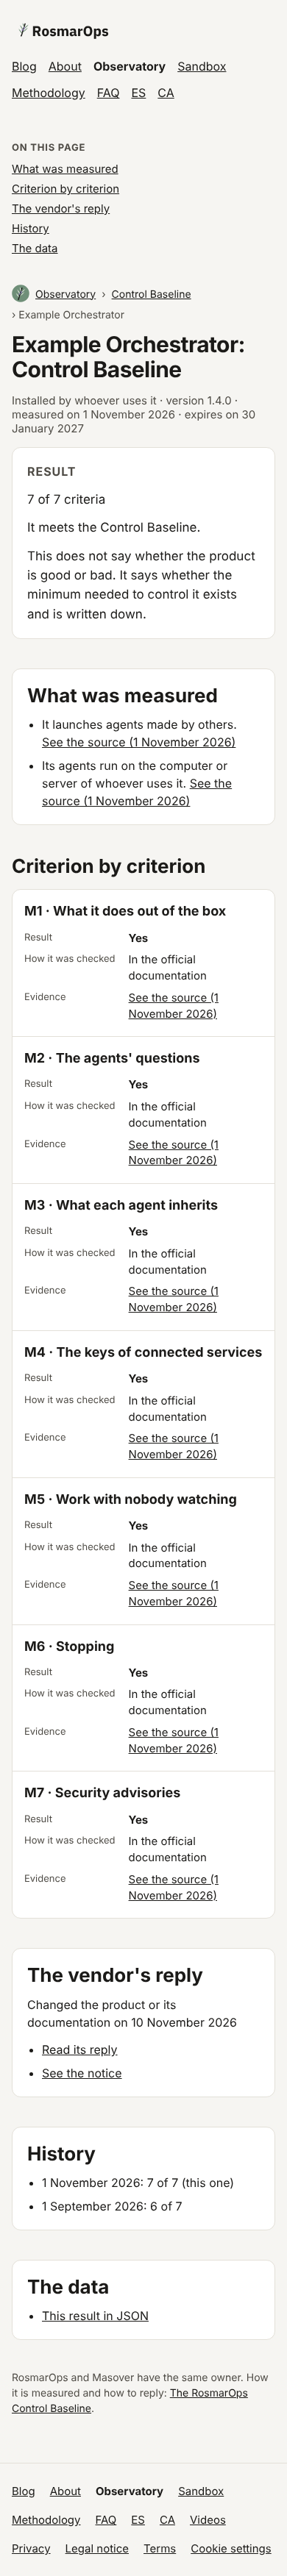 RosmarOps
Blog About Observatory Sandbox
Methodology FAQ ES CA
ON THIS PAGE
What was measured
Criterion by criterion
The vendor's reply
History
The data
Observatory › Control Baseline
› Example Orchestrator
Example Orchestrator:
Control Baseline
Installed by whoever uses it · version 1.4.0 ·
measured on 1 November 2026 · expires on 30
January 2027
RESULT
7 of 7 criteria
It meets the Control Baseline.
This does not say whether the product
is good or bad. It says whether the
minimum needed to control it exists
and is written down.
What was measured
• It launches agents made by others.
See the source (1 November 2026)
• Its agents run on the computer or
server of whoever uses it. See the
source (1 November 2026)
Criterion by criterion
M1 · What it does out of the box
Result Yes
How it was checked In the official
documentation
Evidence See the source (1
November 2026)
M2 · The agents' questions
Result Yes
How it was checked In the official
documentation
Evidence See the source (1
November 2026)
M3 · What each agent inherits
Result Yes
How it was checked In the official
documentation
Evidence See the source (1
November 2026)
M4 · The keys of connected services
Result Yes
How it was checked In the official
documentation
Evidence See the source (1
November 2026)
M5 · Work with nobody watching
Result Yes
How it was checked In the official
documentation
Evidence See the source (1
November 2026)
M6 · Stopping
Result Yes
How it was checked In the official
documentation
Evidence See the source (1
November 2026)
M7 · Security advisories
Result Yes
How it was checked In the official
documentation
Evidence See the source (1
November 2026)
The vendor's reply
Changed the product or its
documentation on 10 November 2026
• Read its reply
• See the notice
History
• 1 November 2026: 7 of 7 (this one)
• 1 September 2026: 6 of 7
The data
• This result in JSON
RosmarOps and Masover have the same owner. How
it is measured and how to reply: The RosmarOps
Control Baseline.
Blog About Observatory Sandbox
Methodology FAQ ES CA Videos
Privacy Legal notice Terms Cookie settings